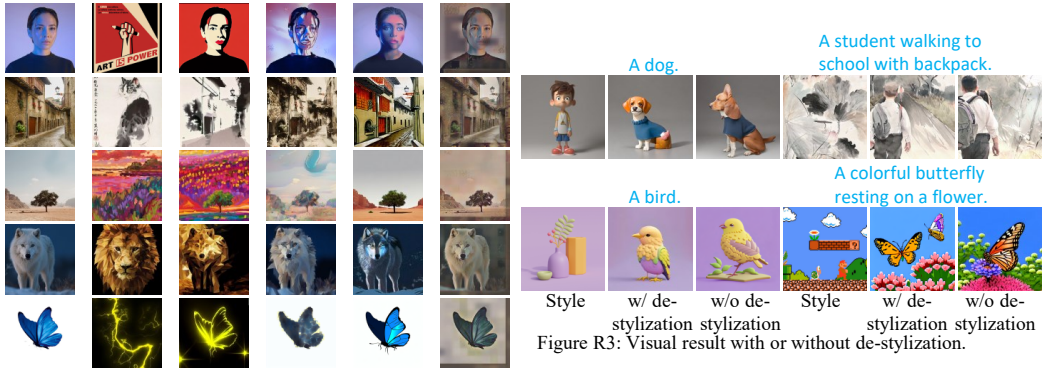 ART IS POWER
A dog.
A student walking to
school with backpack.
A bird.
A colorful butterfly
resting on a flower.
Style
w/ de-
stylization
w/o de-
stylization
Style
w/ de-
stylization
w/o de-
stylization
Figure R3: Visual result with or without de-stylization.